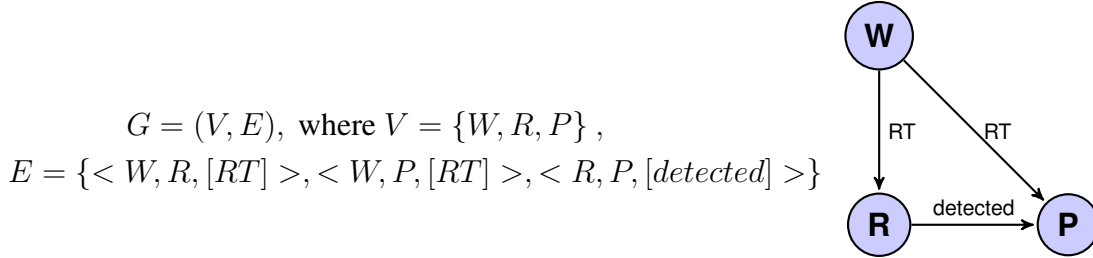 G = (V, E), where V = {W, R, P} ,
E = {< W, R, [RT] >, < W, P, [RT] >, < R, P, [detected] >}
W
RT
RT
detected
R
P